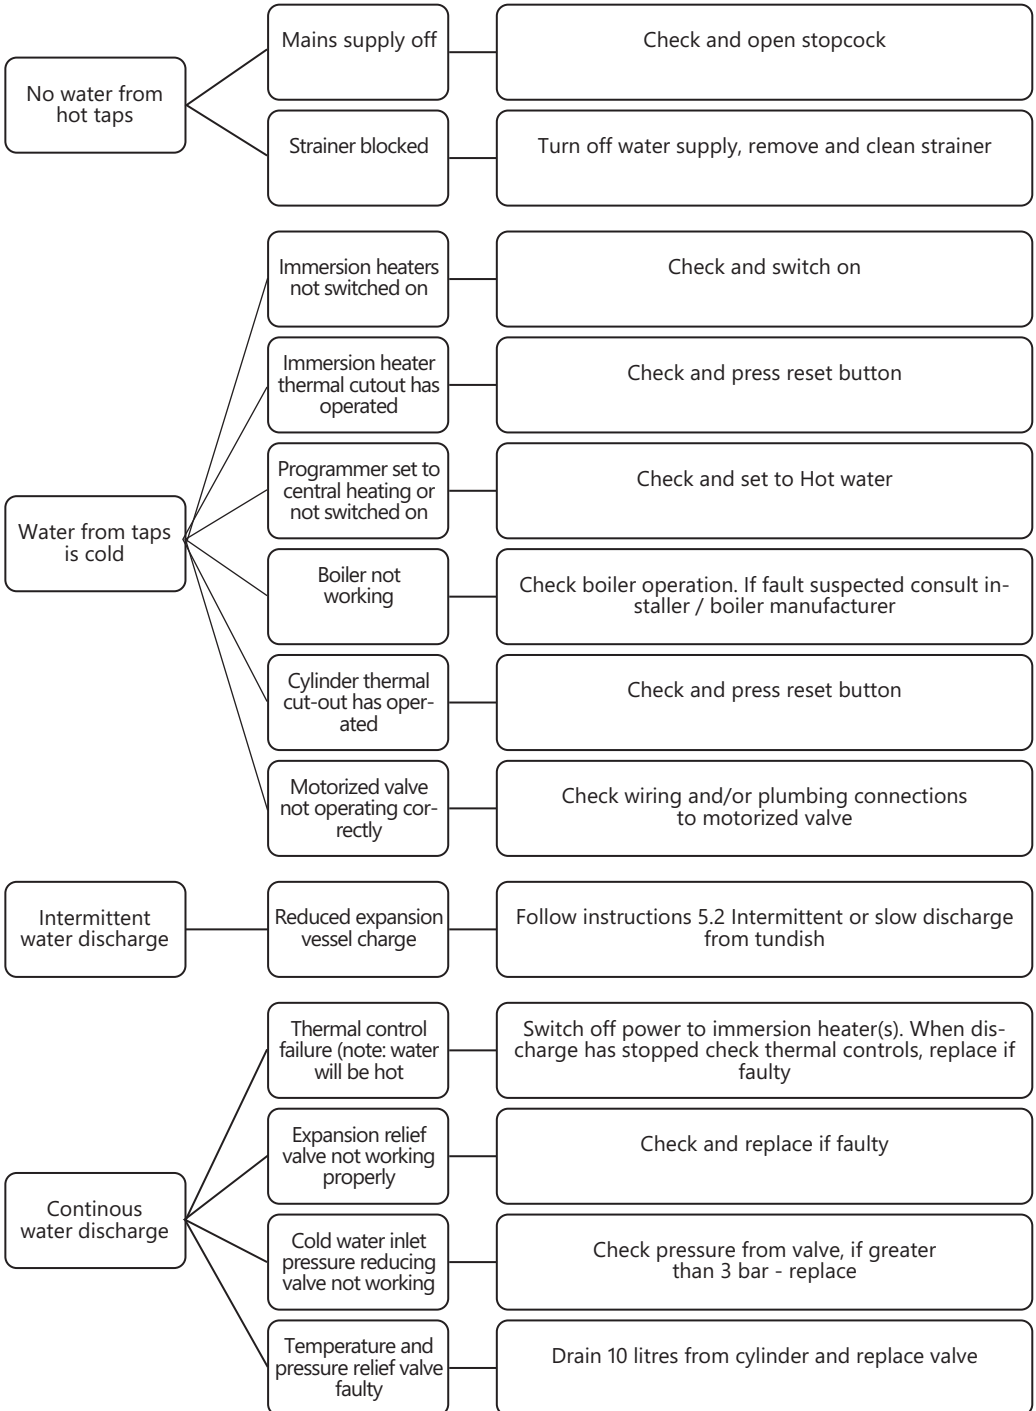 Mains supply off
Check and open stopcock
No water from
hot taps
Strainer blocked
Turn off water supply, remove and clean strainer
Immersion heaters
not switched on
Check and switch on
Immersion heater
thermal cutout has
operated
Check and press reset button
Programmer set to
central heating or
not switched on
Check and set to Hot water
Water from taps
is cold
Boiler not
working
Check boiler operation. If fault suspected consult in-
staller / boiler manufacturer
Cylinder thermal
cut-out has oper-
ated
Check and press reset button
Motorized valve
not operating cor-
rectly
Check wiring and/or plumbing connections
to motorized valve
Intermittent
water discharge
Reduced expansion
vessel charge
Follow instructions 5.2 Intermittent or slow discharge
from tundish
Thermal control
failure (note: water
will be hot
Switch off power to immersion heater(s). When dis-
charge has stopped check thermal controls, replace if
faulty
Expansion relief
valve not working
properly
Check and replace if faulty
Continous
water discharge
Cold water inlet
pressure reducing
valve not working
Check pressure from valve, if greater
than 3 bar - replace
Temperature and
pressure relief valve
faulty
Drain 10 litres from cylinder and replace valve